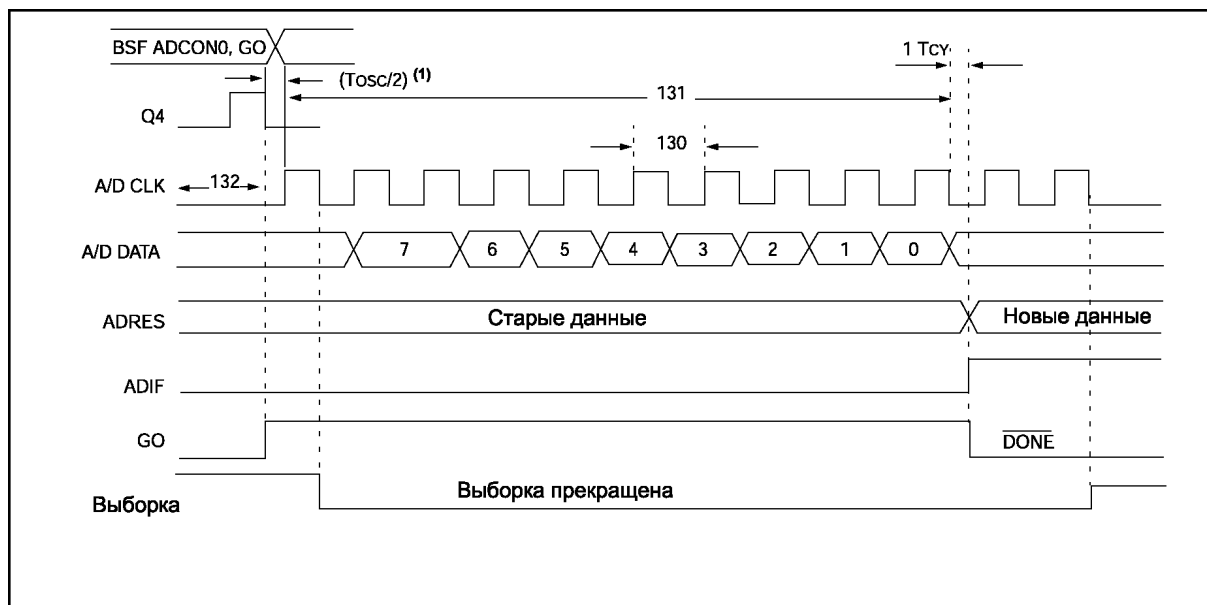 BSF ADCON0, GO
1 TCY
(TOSC/2) (1)
131
Q4
130
A/D CLK
132
A/D DATA
7 6 5 4 3 2 1 0
ADRES
Старые данные
Новые данные
ADIF
GO
DONE
Выборка
Выборка прекращена